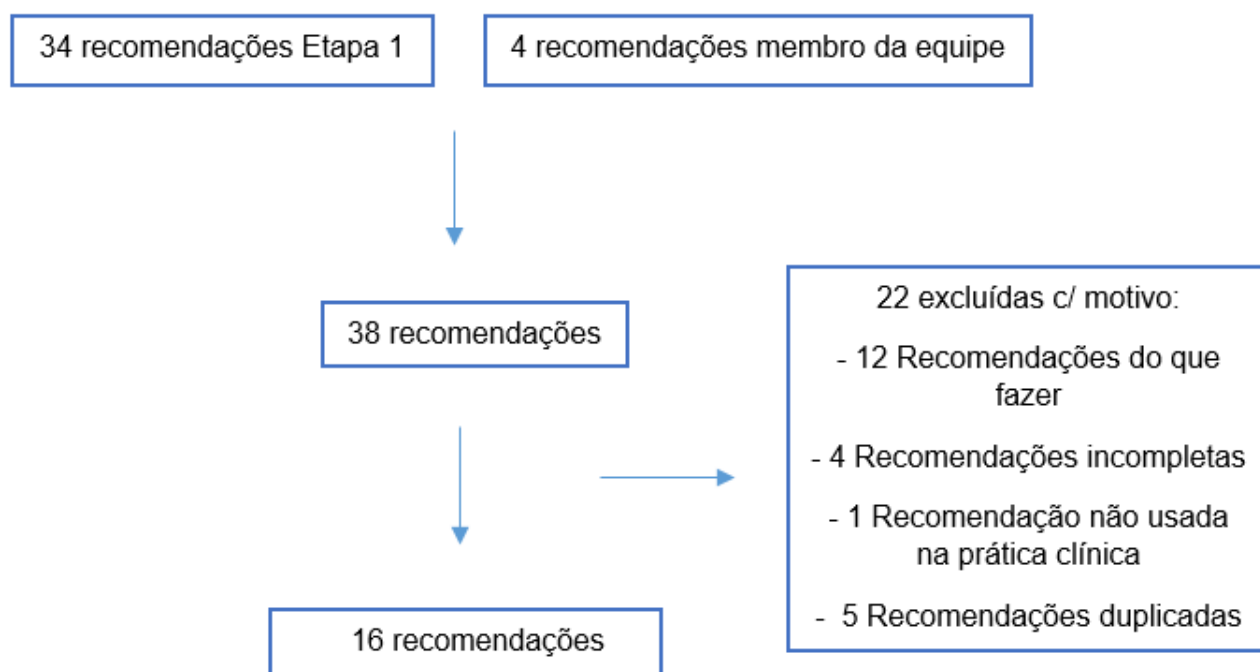 34 recomendações Etapa 1
4 recomendações membro da equipe
38 recomendações
22 excluídas c/ motivo:
- 12 Recomendações do que
fazer
- 4 Recomendações incompletas
- 1 Recomendação não usada
na prática clínica
- 5 Recomendações duplicadas
16 recomendações